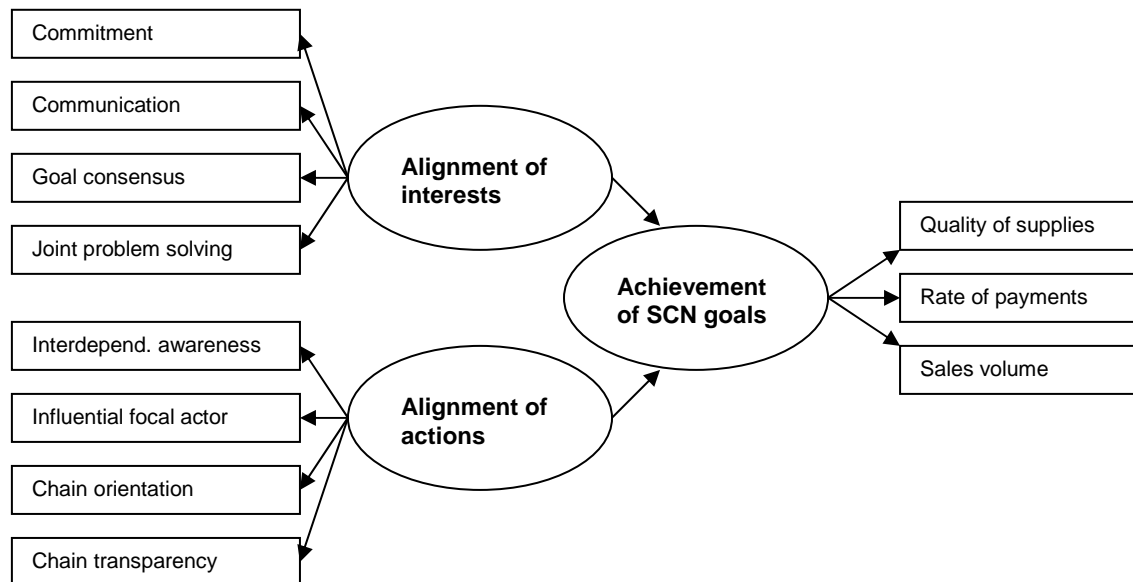 Commitment
Communication
Goal consensus
Joint problem solving
Interdepend. awareness
Influential focal actor
Chain orientation
Chain transparency
Alignment of
interests
Alignment of
actions
Achievement
of SCN goals
Quality of supplies
Rate of payments
Sales volume